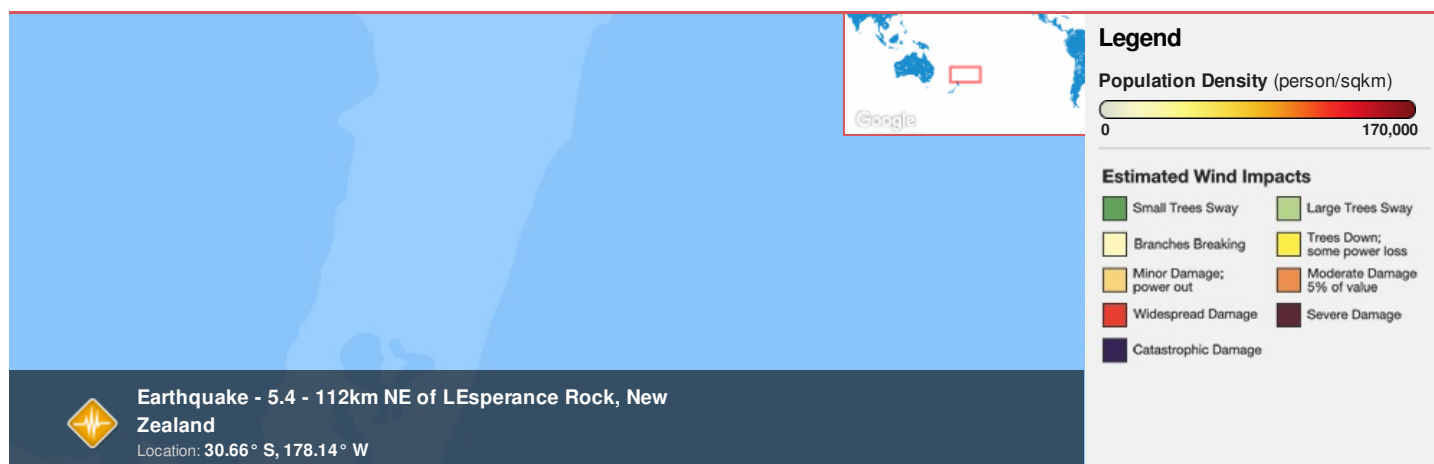 Google
Legend
Population Density (person/sqkm)
0 170,000
Estimated Wind Impacts
Small Trees Sway Large Trees Sway
Branches Breaking Trees Down;
some power loss
Minor Damage;
power out Moderate Damage
5% of value
Widespread Damage Severe Damage
Catastrophic Damage
Earthquake - 5.4 - 112km NE of LEsperance Rock, New
Zealand
Location: 30.66° S, 178.14° W